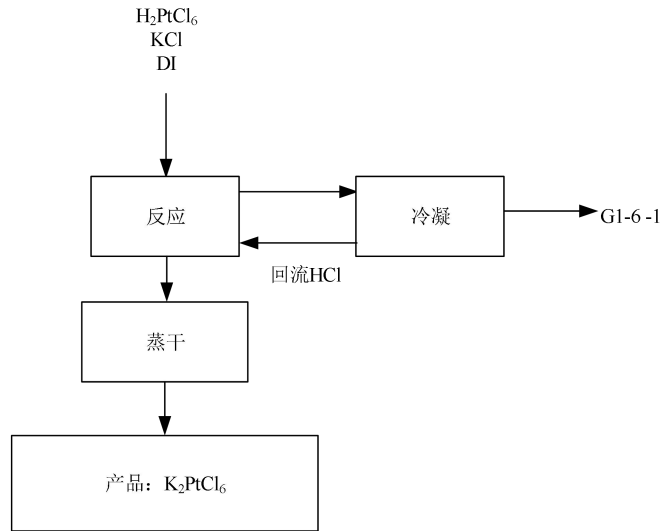 H₂PtCl₆
KCl
DI
反应
冷凝
G1-6 -1
回流HCl
蒸干
产品：K₂PtCl₆